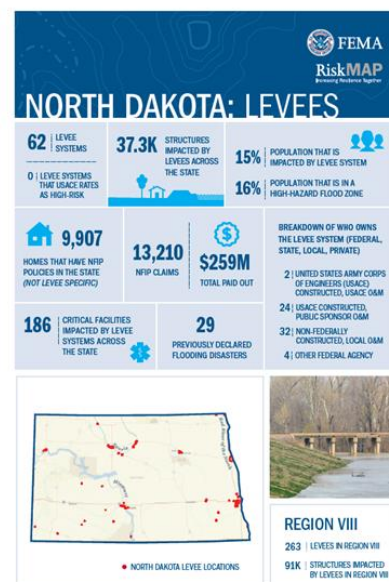 FEMA
RiskMAP
Increasing Resilience Together
NORTH DAKOTA: LEVEES
62 LEVEE
SYSTEMS
0 LEVEE SYSTEMS
THAT USACE RATES
AS HIGH-RISK
37.3K STRUCTURES
IMPACTED BY
LEVEES ACROSS
THE STATE
15% POPULATION THAT IS
IMPACTED BY LEVEE SYSTEM
16% POPULATION THAT IS IN A
HIGH-HAZARD FLOOD ZONE
9,907
HOMES THAT HAVE NFIP
POLICIES IN THE STATE
(NOT LEVEE SPECIFIC)
13,210
NFIP CLAIMS
$259M
TOTAL PAID OUT
BREAKDOWN OF WHO OWNS
THE LEVEE SYSTEM (FEDERAL,
STATE, LOCAL, PRIVATE)
2 UNITED STATES ARMY CORPS
OF ENGINEERS (USACE)
CONSTRUCTED, USACE O&M
24 USACE CONSTRUCTED,
PUBLIC SPONSOR O&M
32 NON-FEDERALLY
CONSTRUCTED, LOCAL O&M
4 OTHER FEDERAL AGENCY
186 CRITICAL FACILITIES
IMPACTED BY LEVEE
SYSTEMS ACROSS
THE STATE
29
PREVIOUSLY DECLARED
FLOODING DISASTERS
NORTH DAKOTA LEVEE LOCATIONS
REGION VIII
263 LEVEES IN REGION VIII
91K STRUCTURES IMPACTED
BY LEVEES IN REGION VIII